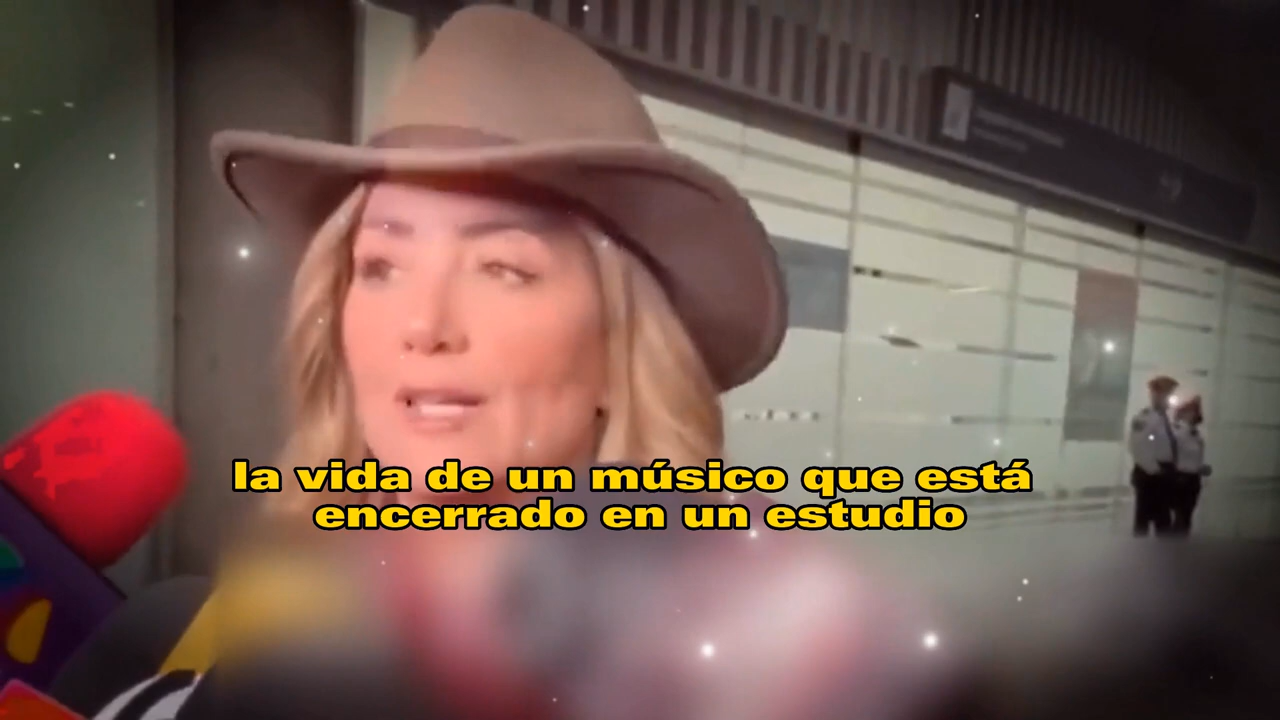 la vida de un músico que está
encerrado en un estudio